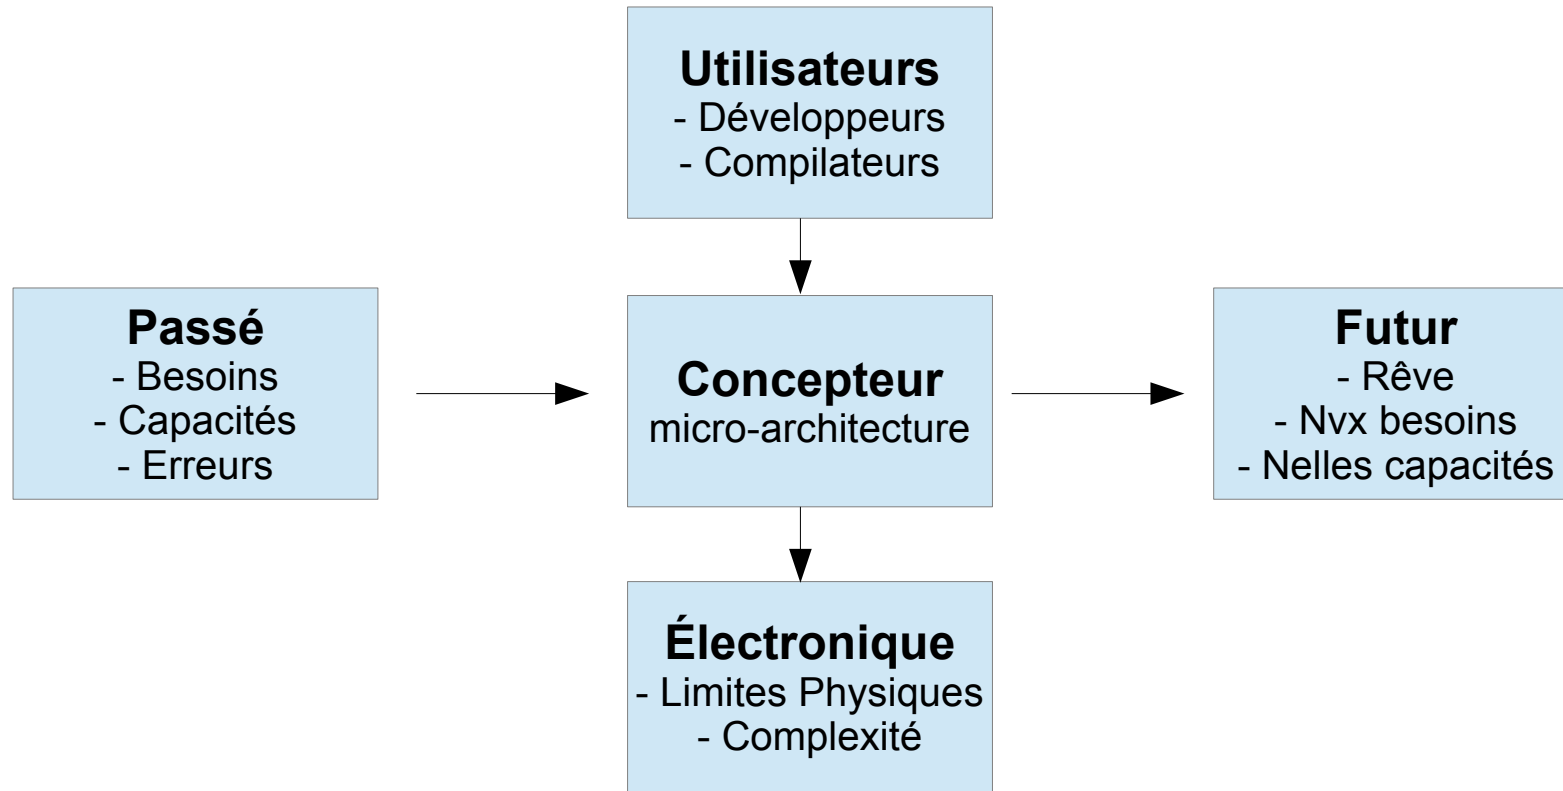 Utilisateurs
- Développeurs
- Compilateurs
Passé
- Besoins
- Capacités
- Erreurs
Concepteur
micro-architecture
Futur
- Rêve
- Nvx besoins
- Nelles capacités
Électronique
- Limites Physiques
- Complexité